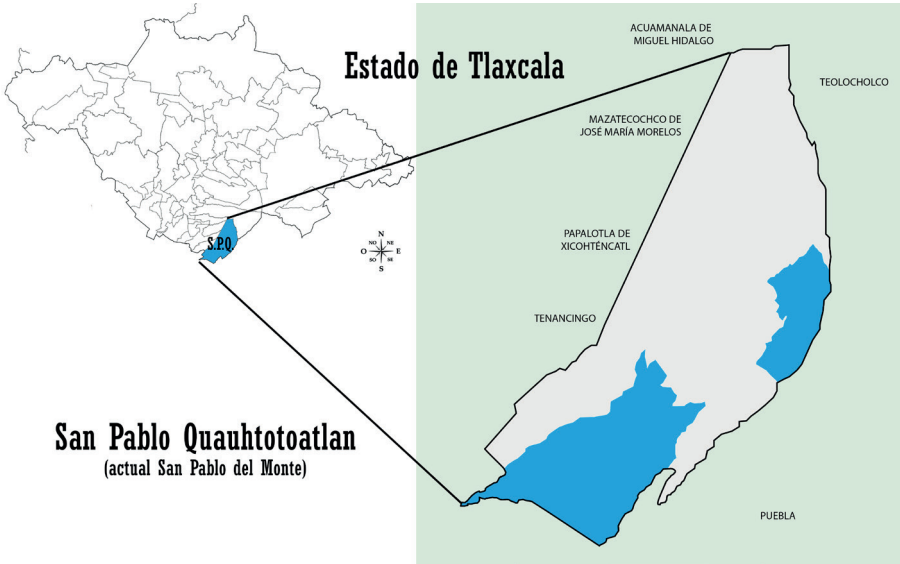 Estado de Tlaxcala
ACUAMANALA DE
MIGUEL HIDALGO
TEOLOCHOLCO
MAZATECOCHCO DE
JOSÉ MARÍA MORELOS
PAPALOTLA DE
XICOHTÉNCATL
TENANCINGO
PUEBLA
S.P.Q.
N
NO NE
O E
SO SE
S
San Pablo Quauhtotoatlan
(actual San Pablo del Monte)